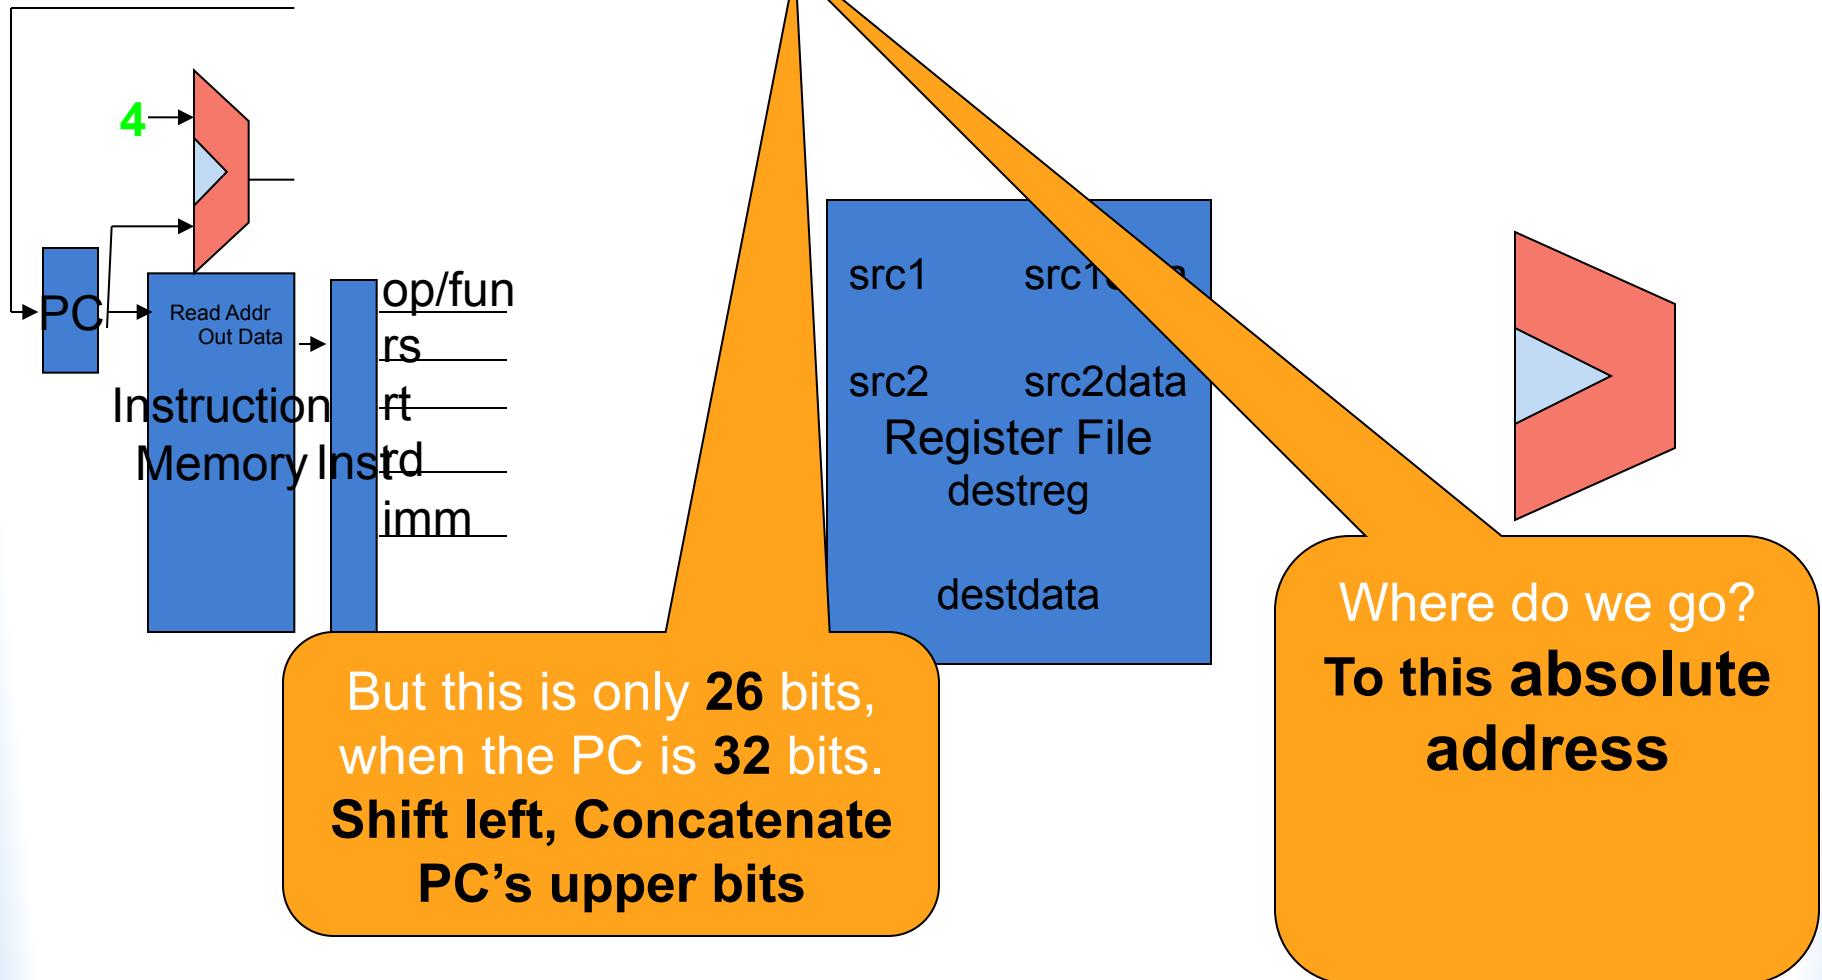 4
PC
Read Addr
Out Data
Instruction
Memory
Instr
op/fun
rs
rt
rd
imm
src1
src2
src2data
Register File
destreg
destdata
But this is only 26 bits,
when the PC is 32 bits.
Shift left, Concatenate
PC’s upper bits
Where do we go?
To this absolute
address